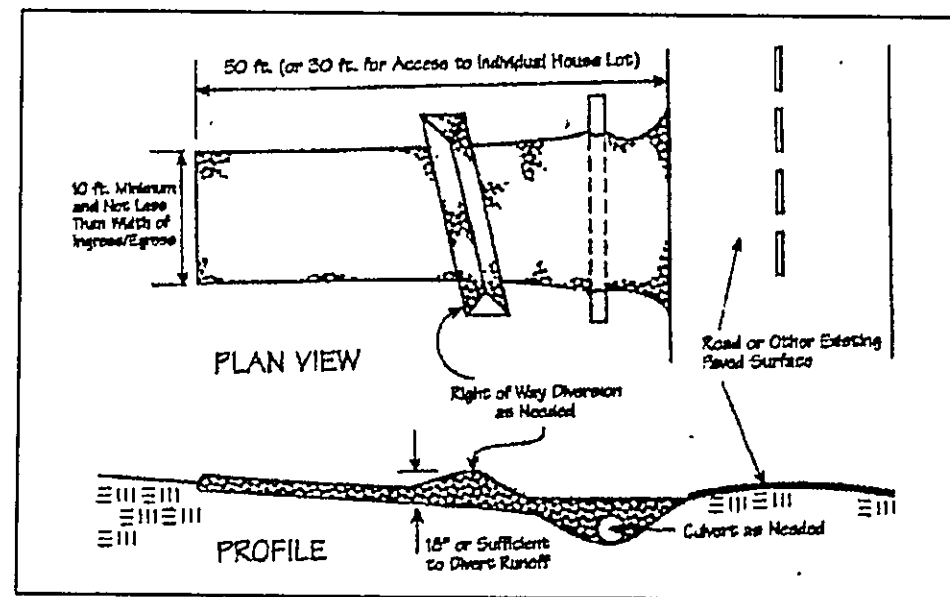 50 ft. (or 30 ft. for Access to Individual House Lot)
10 ft. Minimum
and Not Less
Than Width of
Ingress/Egress
PLAN VIEW
Road or Other Existing
Paved Surface
Right of Way Diversion
as Needed
Culvert as Needed
18" or Sufficient
to Divert Runoff
PROFILE